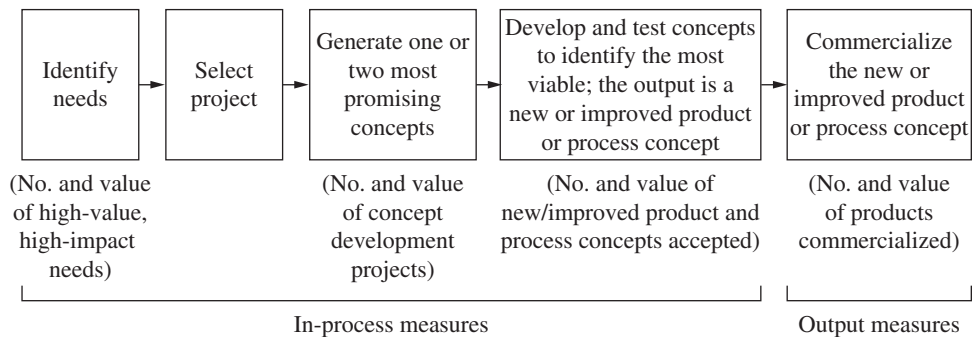 Identify
needs
Select
project
Generate one or
two most
promising
concepts
Develop and test concepts
to identify the most
viable; the output is a
new or improved product
or process concept
Commercialize
the new or
improved product
or process concept
(No. and value
of high-value,
high-impact
needs)
(No. and value
of concept
development
projects)
(No. and value of
new/improved product and
process concepts accepted)
(No. and value
of products
commercialized)
In-process measures
Output measures